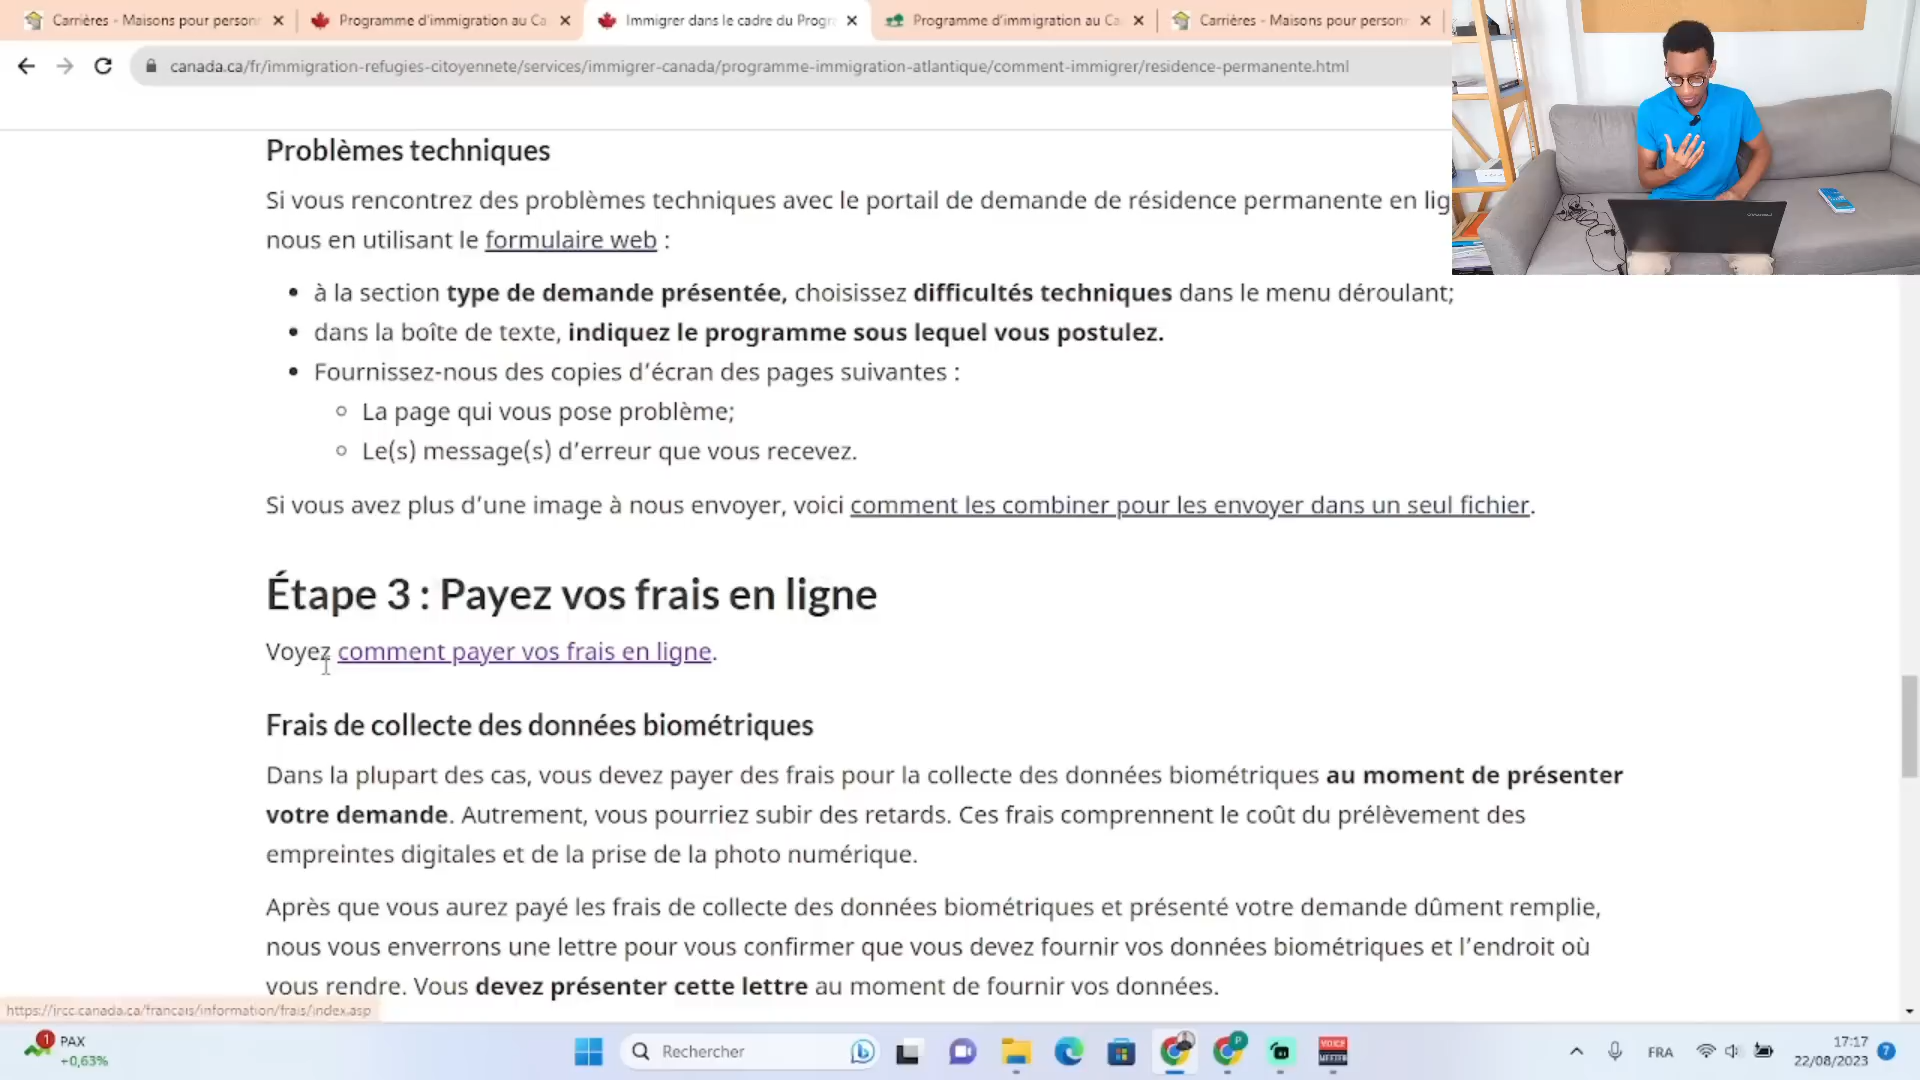 Carrières - Maisons pour person
Programme d'immigration au Ca
Immigrer dans le cadre du Progr
Programme d'immigration au Ca
Carrières - Maisons pour person
canada.ca/fr/immigration-refugies-citoyennete/services/immigrer-canada/programme-immigration-atlantique/comment-immigrer/residence-permanente.html
Problèmes techniques
Si vous rencontrez des problèmes techniques avec le portail de demande de résidence permanente en lig
nous en utilisant le formulaire web :
• à la section type de demande présentée, choisissez difficultés techniques dans le menu déroulant;
• dans la boîte de texte, indiquez le programme sous lequel vous postulez.
• Fournissez-nous des copies d'écran des pages suivantes :
○ La page qui vous pose problème;
○ Le(s) message(s) d'erreur que vous recevez.
Si vous avez plus d'une image à nous envoyer, voici comment les combiner pour les envoyer dans un seul fichier.
Étape 3 : Payez vos frais en ligne
Voyez comment payer vos frais en ligne.
Frais de collecte des données biométriques
Dans la plupart des cas, vous devez payer des frais pour la collecte des données biométriques au moment de présenter
votre demande. Autrement, vous pourriez subir des retards. Ces frais comprennent le coût du prélèvement des
empreintes digitales et de la prise de la photo numérique.
Après que vous aurez payé les frais de collecte des données biométriques et présenté votre demande dûment remplie,
nous vous enverrons une lettre pour vous confirmer que vous devez fournir vos données biométriques et l'endroit où
vous rendre. Vous devez présenter cette lettre au moment de fournir vos données.
https://ircc.canada.ca/francais/information/frais/index.asp
1
PAX
+0,63%
Rechercher
P
VOICE
MEETER
FRA
17:17
22/08/2023
7